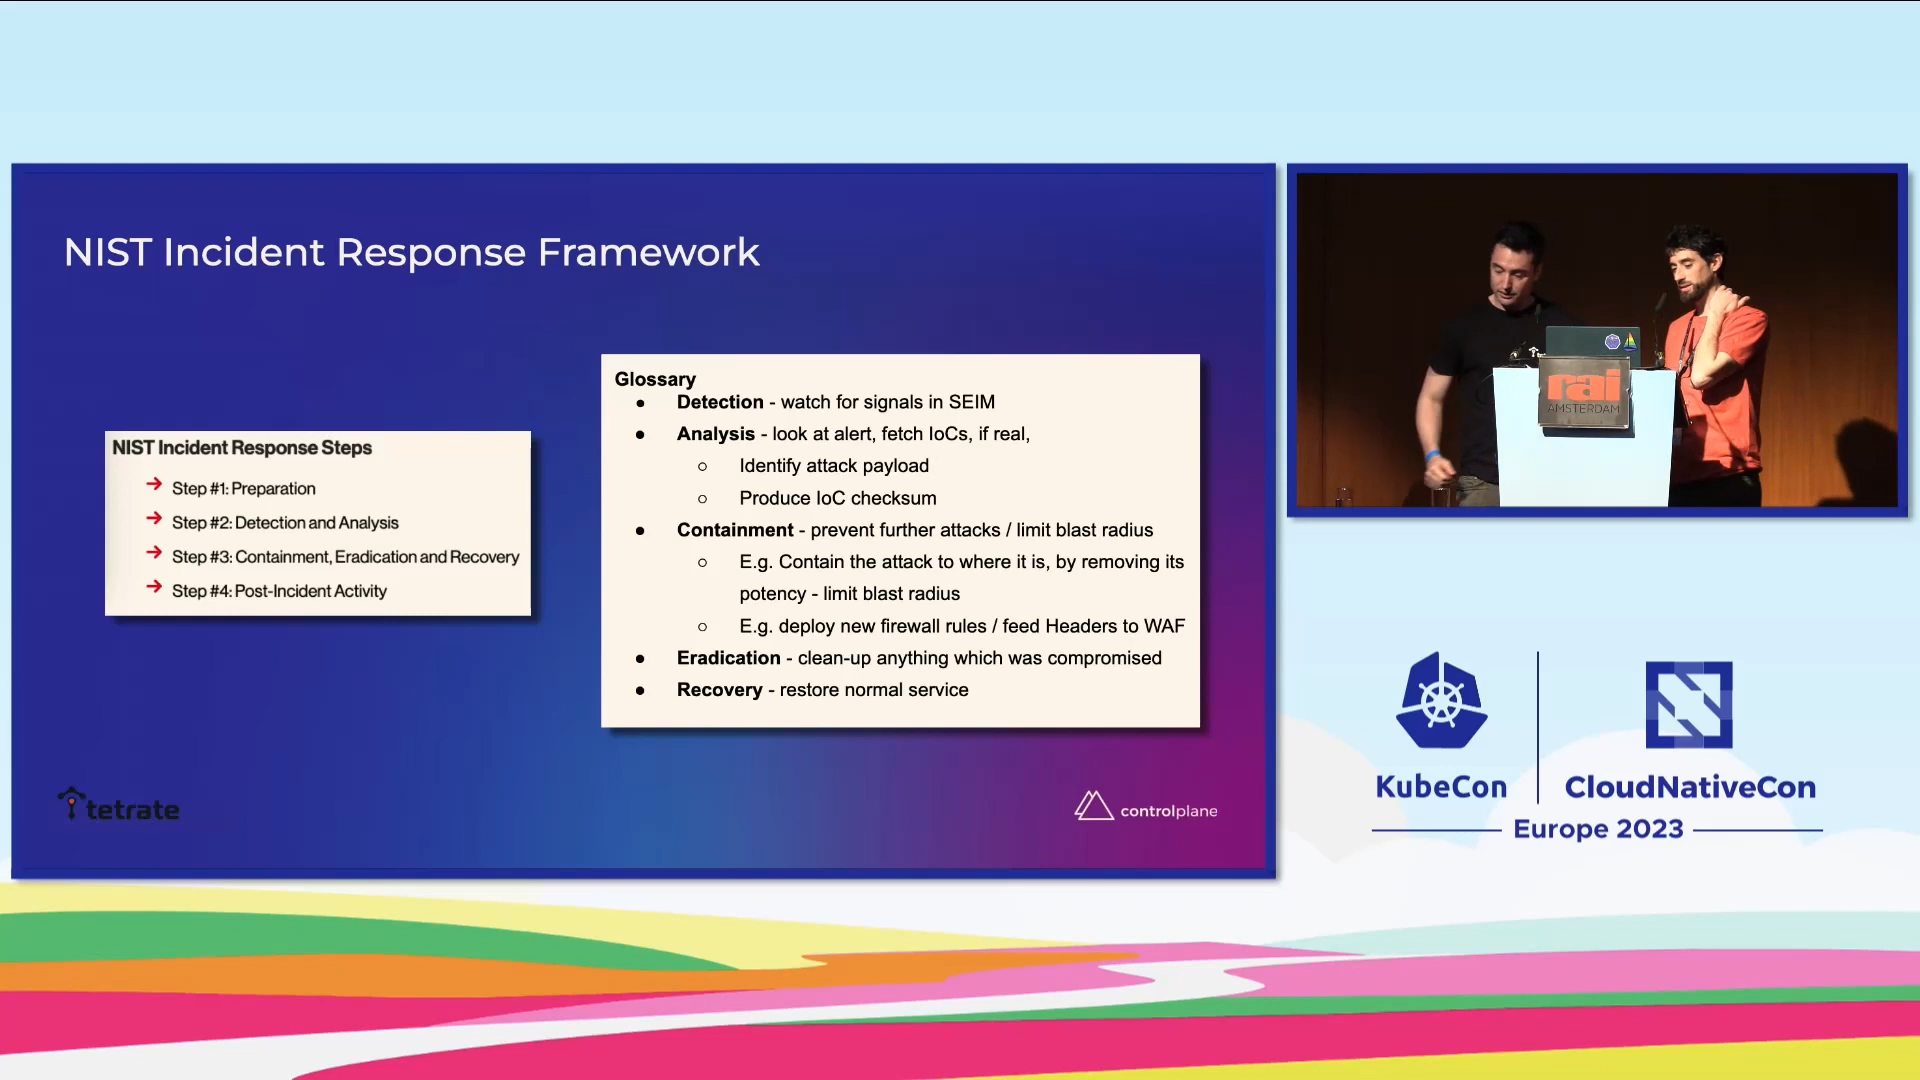 NIST Incident Response Framework
NIST Incident Response Steps
→ Step #1: Preparation
→ Step #2: Detection and Analysis
→ Step #3: Containment, Eradication and Recovery
→ Step #4: Post-Incident Activity
Glossary
● Detection - watch for signals in SEIM
● Analysis - look at alert, fetch IoCs, if real,
○ Identify attack payload
○ Produce IoC checksum
● Containment - prevent further attacks / limit blast radius
○ E.g. Contain the attack to where it is, by removing its
potency - limit blast radius
○ E.g. deploy new firewall rules / feed Headers to WAF
● Eradication - clean-up anything which was compromised
● Recovery - restore normal service
tetrate
controlplane
rai
AMSTERDAM
KubeCon
CloudNativeCon
Europe 2023